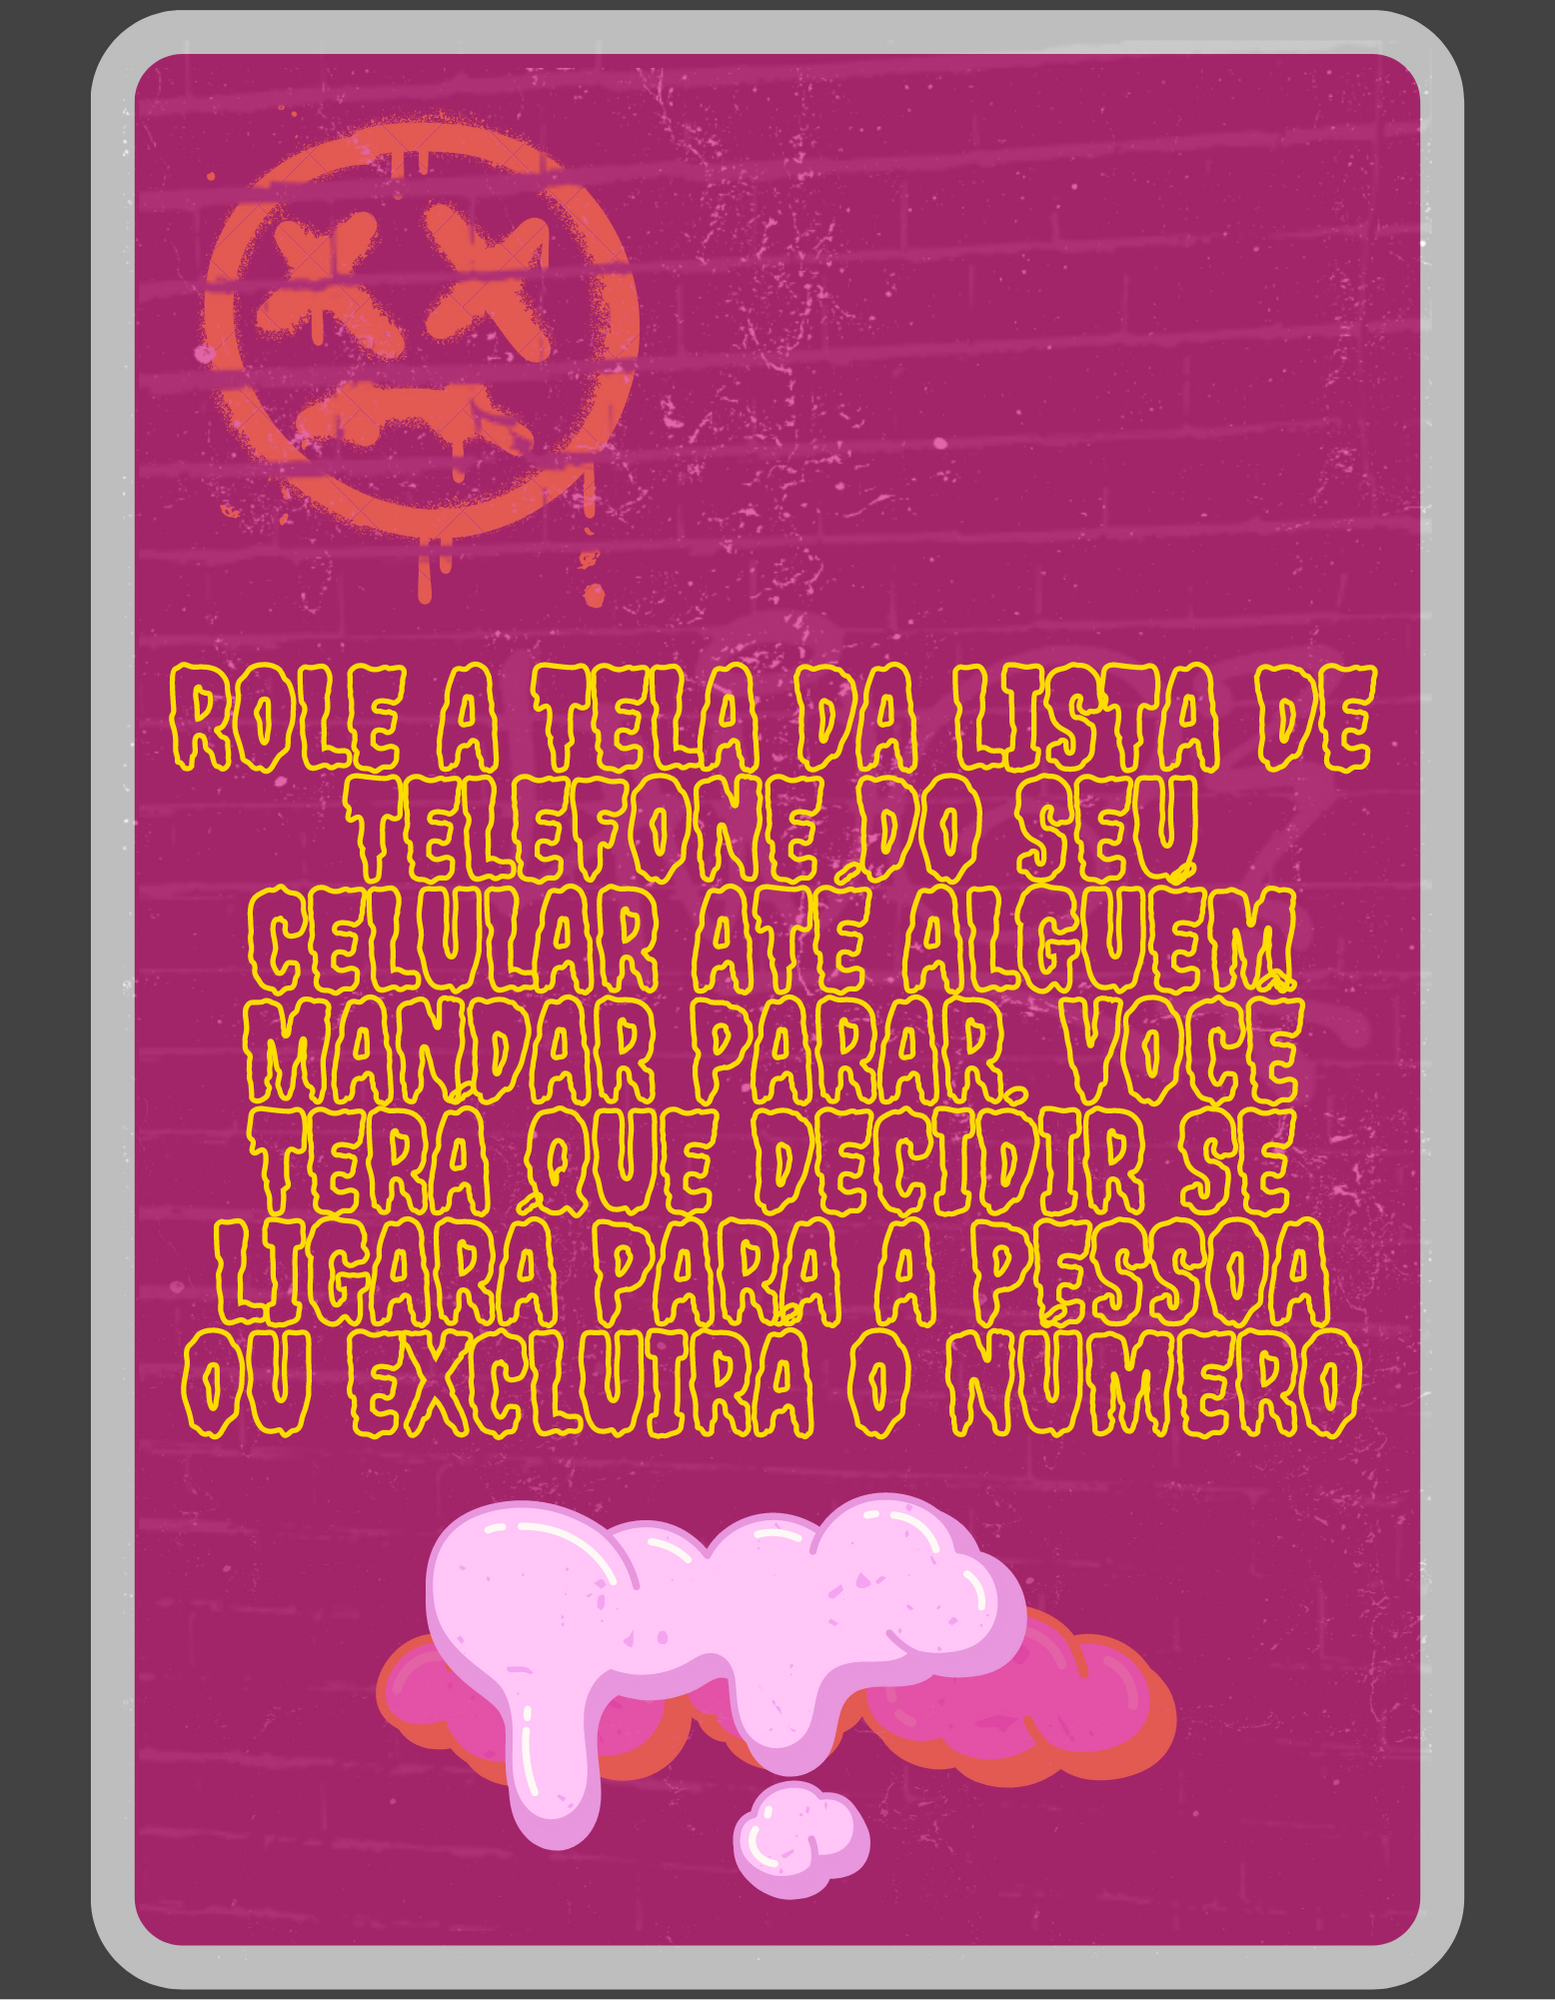 ROLE A TELA DA LISTA DE
TELEFONE DO SEU
CELULAR ATÉ ALGUÉM
MANDAR PARAR. VOCÊ
TERÁ QUE DECIDIR SE
LIGARA PARA A PESSOA
OU EXCLUIRÁ O NÚMERO